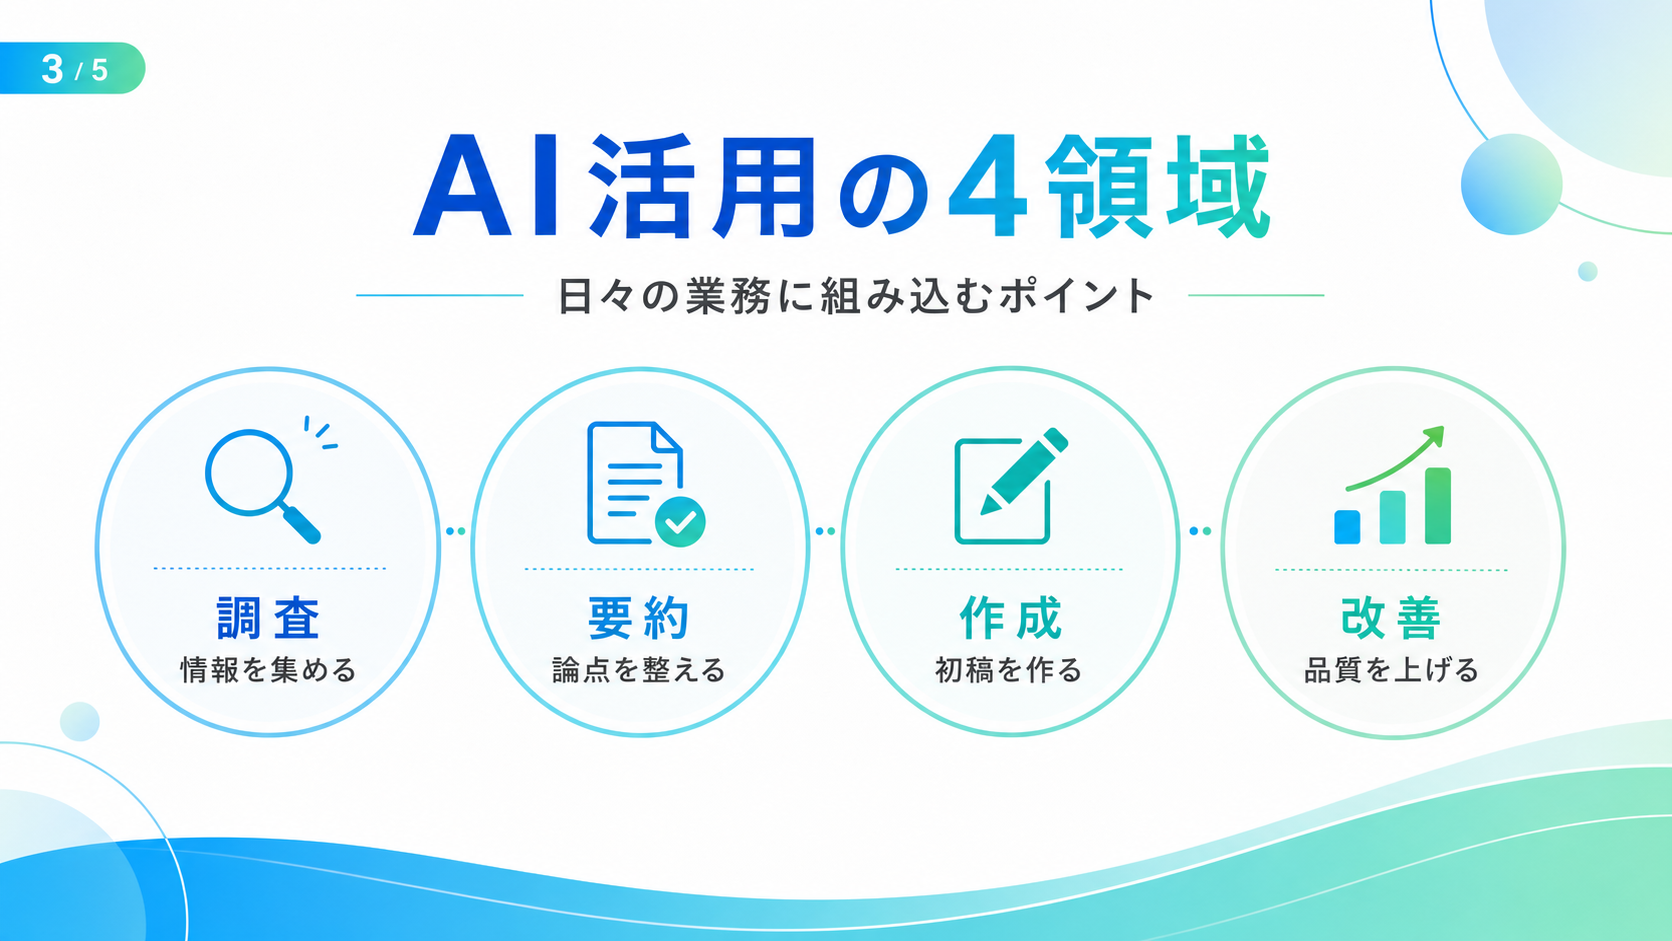 3 / 5
AI活用の4領域
日々の業務に組み込むポイント
調査
情報を集める
要約
論点を整える
作成
初稿を作る
改善
品質を上げる